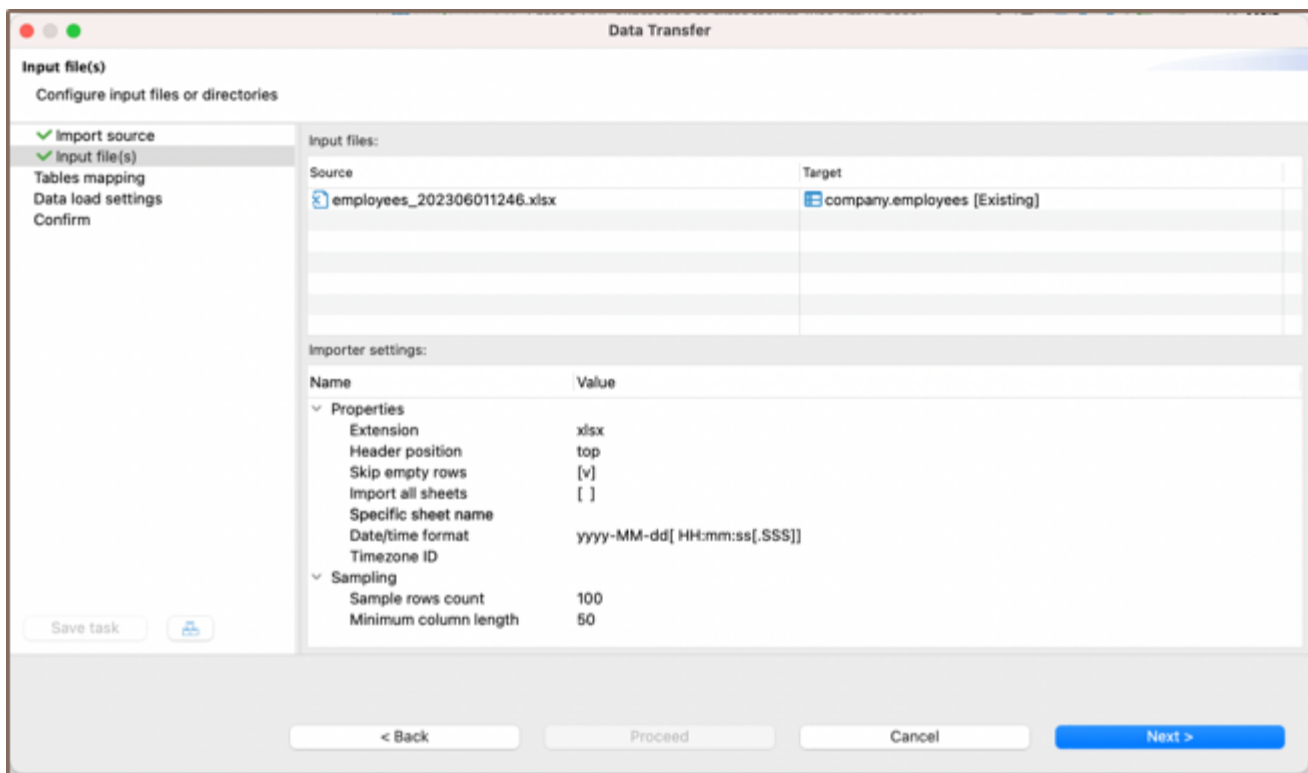 Data Transfer
Input file(s)
Configure input files or directories
Import source
Input file(s)
Tables mapping
Data load settings
Confirm
Save task
Input files:
Source Target
employees_202306011246.xlsx company.employees [Existing]
Importer settings:
Name Value
Properties
Extension xlsx
Header position top
Skip empty rows [v]
Import all sheets [ ]
Specific sheet name
Date/time format yyyy-MM-dd[ HH:mm:ss[.SSS]]
Timezone ID
Sampling
Sample rows count 100
Minimum column length 50
< Back Proceed Cancel Next >